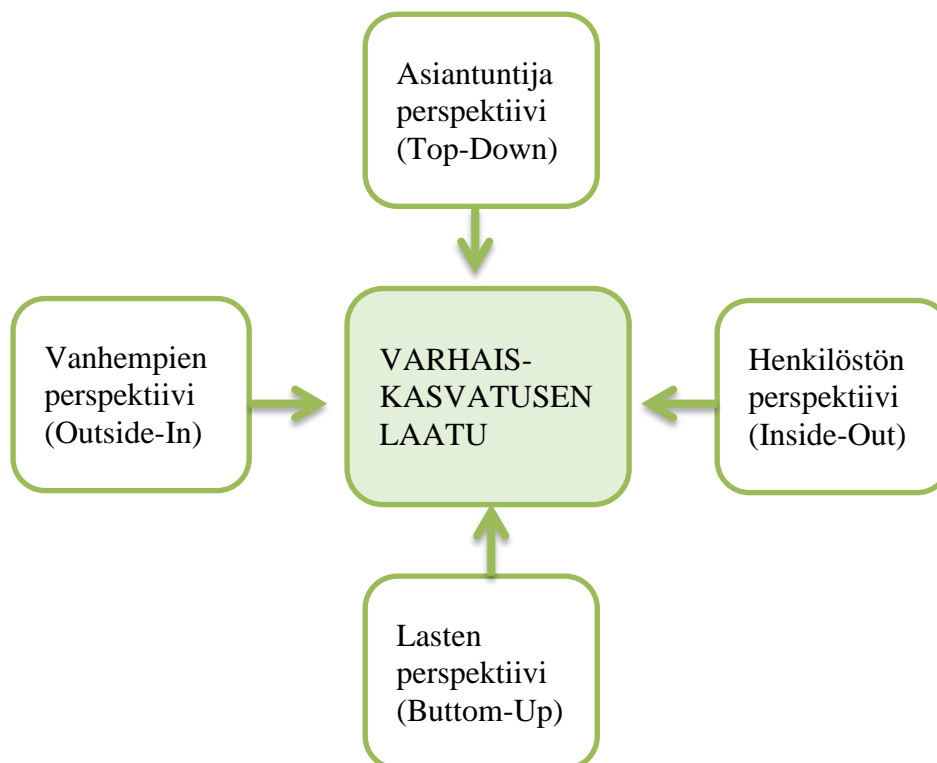 Asiantuntija
perspektiivi
(Top-Down)
Vanhempien
perspektiivi
(Outside-In)
VARHAIS-
KASVATUSEN
LAATU
Henkilöstön
perspektiivi
(Inside-Out)
Lasten
perspektiivi
(Buttom-Up)